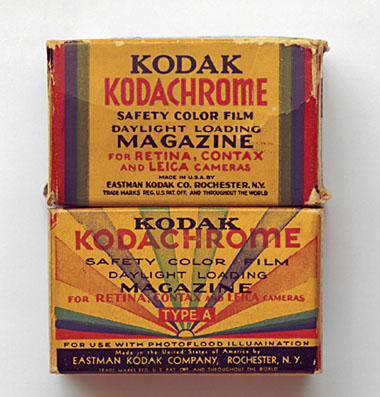 KODAK
KODACHROME
SAFETY COLOR FILM
DAYLIGHT LOADING
MAGAZINE
FOR RETINA, CONTAX
AND LEICA CAMERAS
MADE IN U.S.A. BY
EASTMAN KODAK CO. ROCHESTER, N.Y.
TRADE MARKS REG. U.S. PAT. OFF. AND THROUGHOUT THE WORLD
KODAK
KODACHROME
SAFETY COLOR FILM
DAYLIGHT LOADING
MAGAZINE
FOR RETINA, CONTAX AND LEICA CAMERAS
TYPE A
FOR USE WITH PHOTOFLOOD ILLUMINATION
Made in the United States of America by
EASTMAN KODAK COMPANY, ROCHESTER, N.Y.
TRADE MARKS REG. U.S. PAT. OFF. AND THROUGHOUT THE WORLD